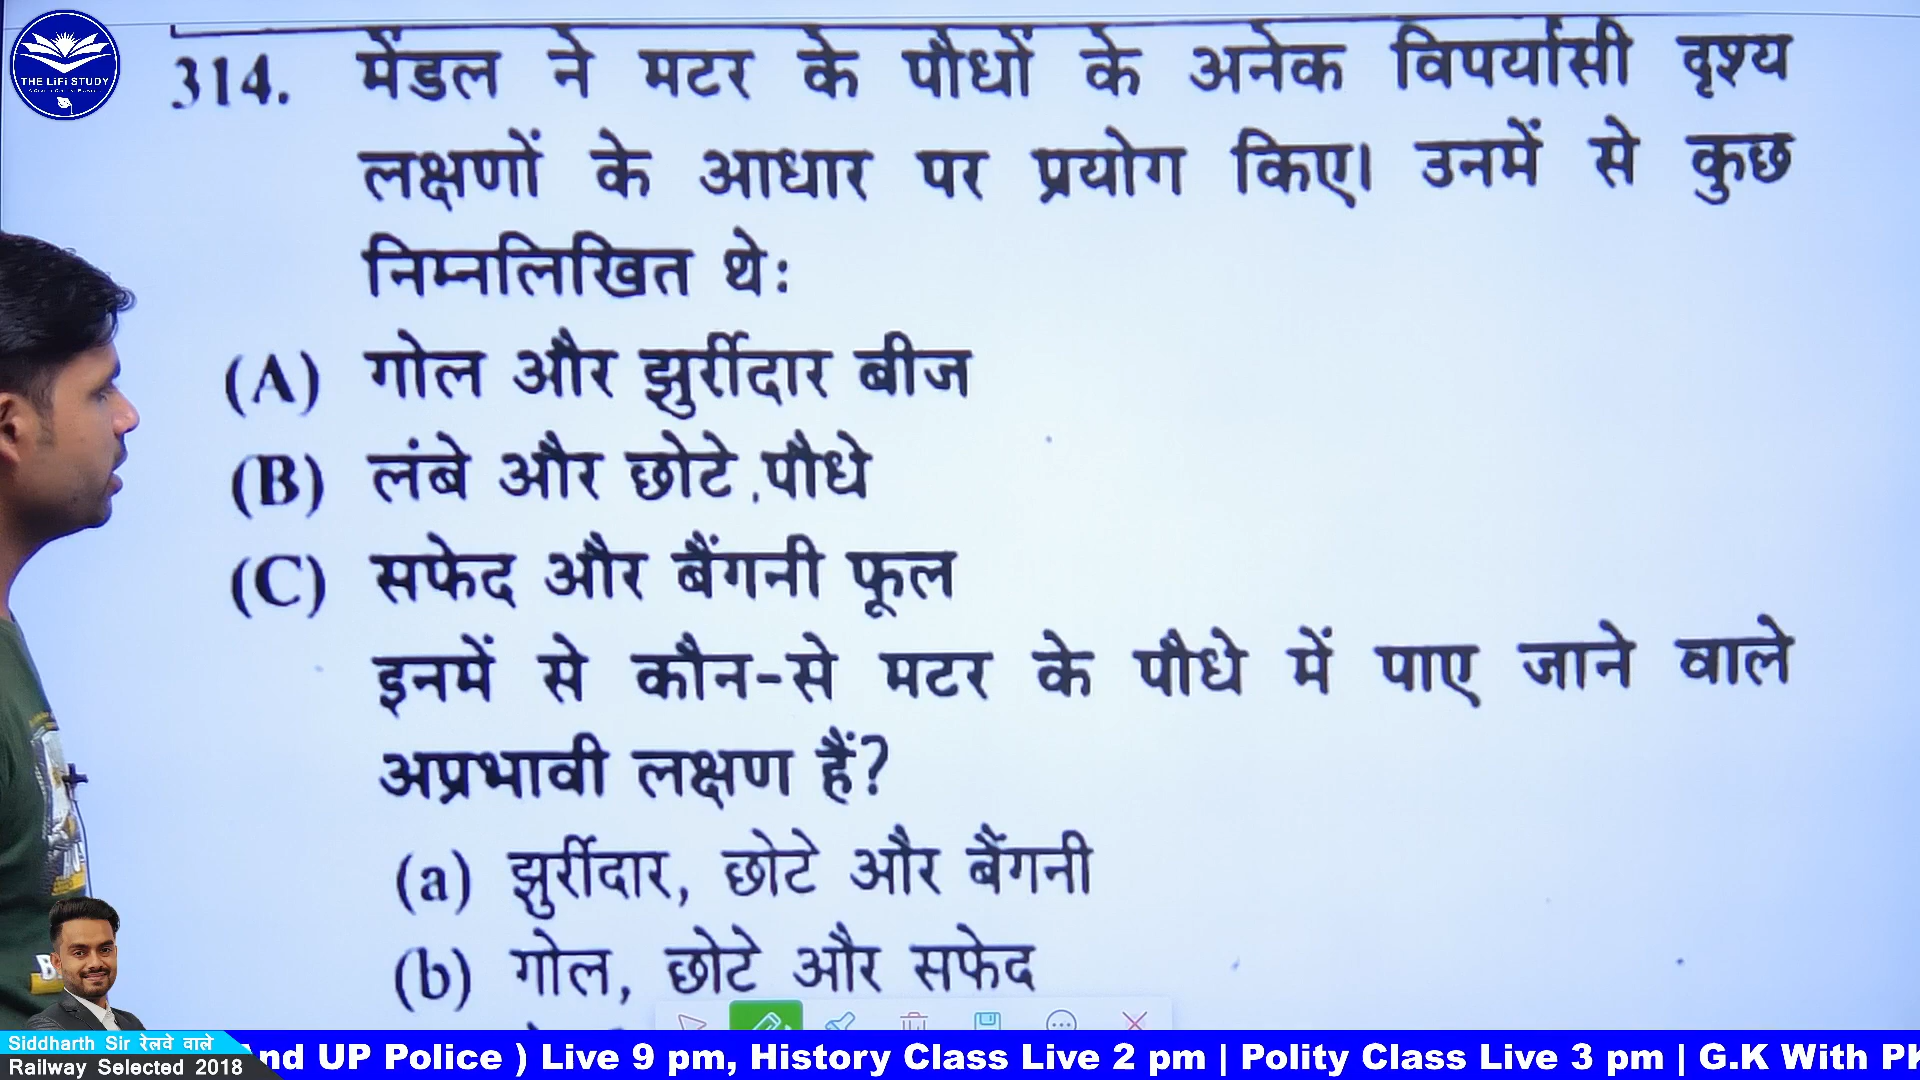 THE LiFi STUDY
314. मेंडल ने मटर के पौधों के अनेक विपर्यासी दृश्य
लक्षणों के आधार पर प्रयोग किए। उनमें से कुछ
निम्नलिखित थे:
(A) गोल और झुर्रीदार बीज
(B) लंबे और छोटे पौधे
(C) सफेद और बैंगनी फूल
इनमें से कौन-से मटर के पौधे में पाए जाने वाले
अप्रभावी लक्षण हैं?
(a) झुर्रीदार, छोटे और बैंगनी
(b) गोल, छोटे और सफेद
Siddharth Sir रेलवे वाले
Railway Selected 2018
And UP Police ) Live 9 pm, History Class Live 2 pm | Polity Class Live 3 pm | G.K With PK